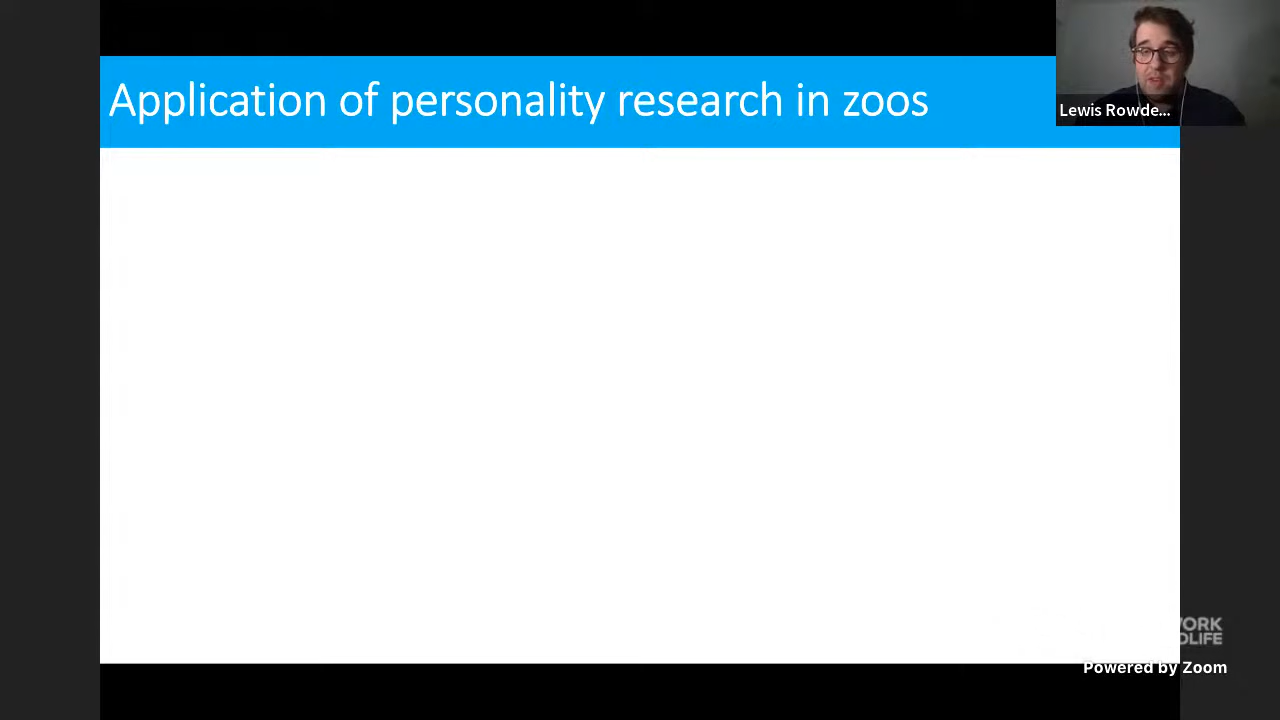 Application of personality research in zoos
Lewis Rowde...
Powered by Zoom